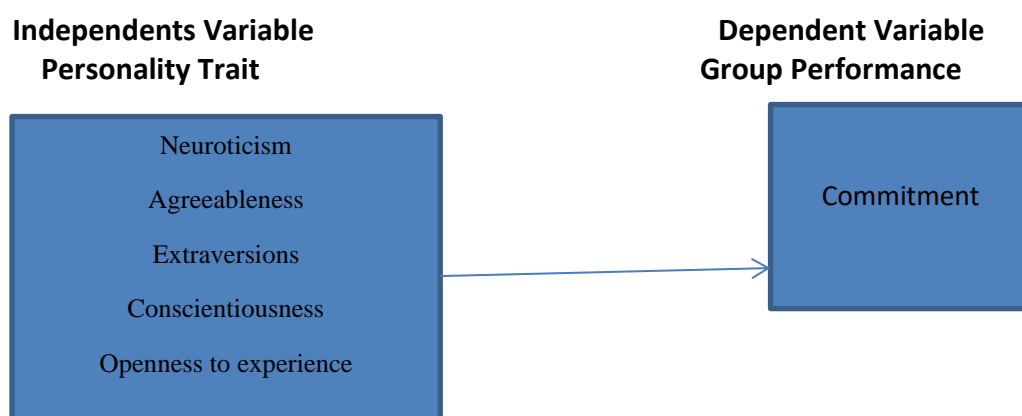 Independents Variable
Personality Trait
Dependent Variable
Group Performance
Neuroticism
Agreeableness
Extraversions
Conscientiousness
Openness to experience
Commitment